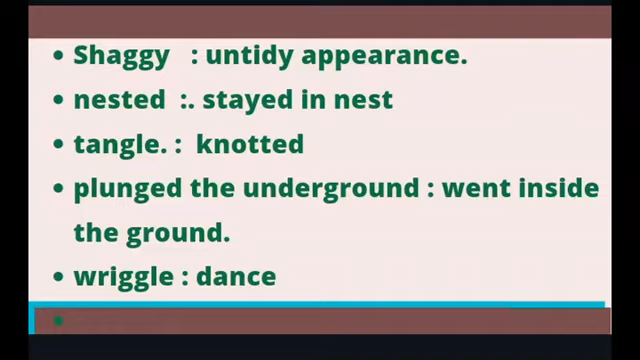 • Shaggy : untidy appearance.
• nested :. stayed in nest
• tangle. : knotted
• plunged the underground : went inside
the ground.
• wriggle : dance
•